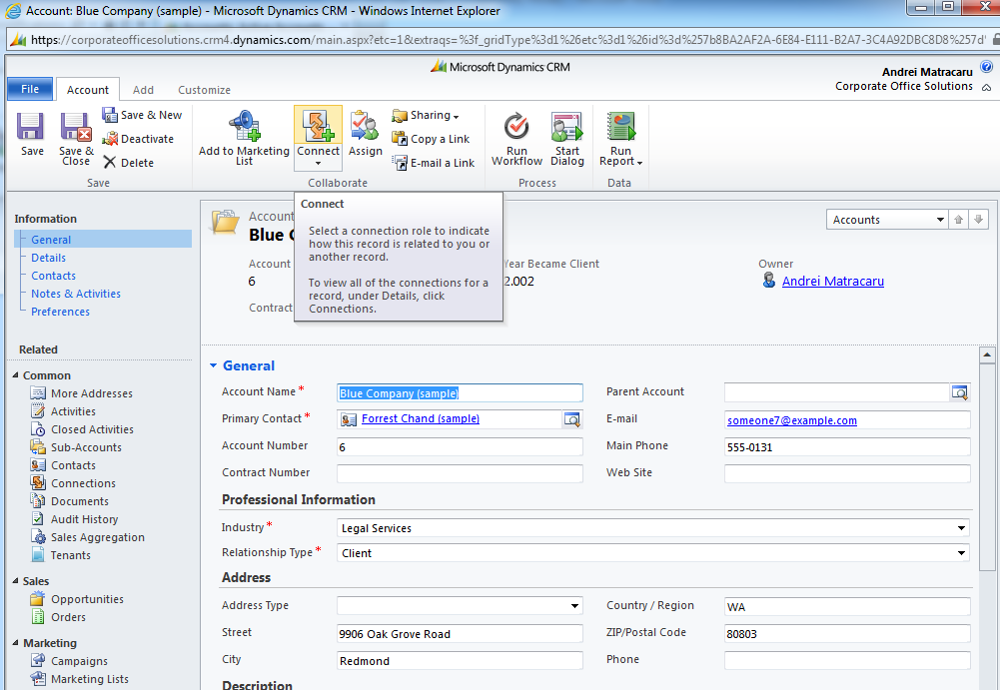 Account: Blue Company (sample) - Microsoft Dynamics CRM - Windows Internet Explorer
https://corporateofficesolutions.crm4.dynamics.com/main.aspx?etc=1&extraqs=%3f_gridType%3d1%26etc%3d1%26id%3d%257b8BA2AF2A-6E84-E111-B2A7-3C4A92DBC8D8%257d
Microsoft Dynamics CRM
Andrei Matracaru
Corporate Office Solutions
File Account Add Customize
Save
Save & Close
Save & New
Deactivate
Delete
Save
Add to Marketing List
Connect
Assign
Sharing
Copy a Link
E-mail a Link
Collaborate
Run Workflow
Start Dialog
Process
Run Report
Data
Connect
Select a connection role to indicate
how this record is related to you or
another record.
To view all of the connections for a
record, under Details, click
Connections.
Information
General
Details
Contacts
Notes & Activities
Preferences
Related
Common
More Addresses
Activities
Closed Activities
Sub-Accounts
Contacts
Connections
Documents
Audit History
Sales Aggregation
Tenants
Sales
Opportunities
Orders
Marketing
Campaigns
Marketing Lists
Account
Blue
Accounts
Account
6
Contract
Year Became Client
2.002
Owner
Andrei Matracaru
General
Account Name * Blue Company (sample) Parent Account
Primary Contact * Forrest Chand (sample) E-mail someone7@example.com
Account Number 6 Main Phone 555-0131
Contract Number Web Site
Professional Information
Industry * Legal Services
Relationship Type * Client
Address
Address Type Country / Region WA
Street 9906 Oak Grove Road ZIP/Postal Code 80803
City Redmond Phone
Description